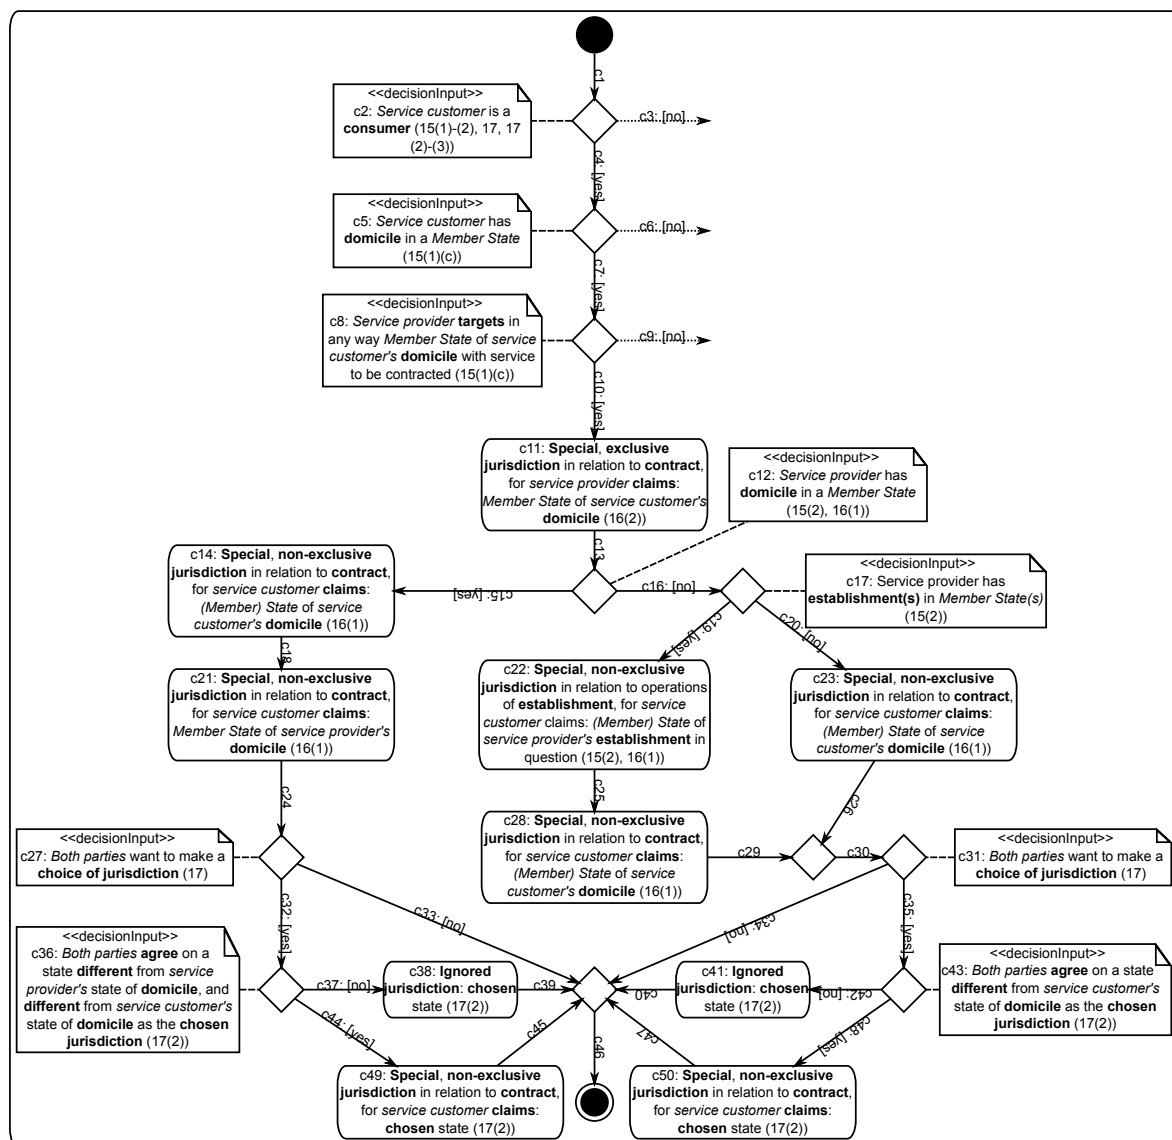 c1
<<decisionInput>>
c2: Service customer is a
consumer (15(1)-(2), 17, 17
(2)-(3))
c3: [no]
c4: [yes]
<<decisionInput>>
c5: Service customer has
domicile in a Member State
(15(1)(c))
c6: [no]
c7: [yes]
<<decisionInput>>
c8: Service provider targets in
any way Member State of service
customer's domicile with service
to be contracted (15(1)(c))
c9: [no]
c10: [yes]
c11: Special, exclusive
jurisdiction in relation to contract,
for service provider claims:
Member State of service customer's
domicile (16(2))
<<decisionInput>>
c12: Service provider has
domicile in a Member State
(15(2), 16(1))
c13
c14: Special, non-exclusive
jurisdiction in relation to contract,
for service customer claims:
(Member) State of service
customer's domicile (16(1))
c15: [yes]
c16: [no]
<<decisionInput>>
c17: Service provider has
establishment(s) in Member State(s)
(15(2))
c18
c19: [yes]
c20: [no]
c21: Special, non-exclusive
jurisdiction in relation to contract,
for service customer claims:
Member State of service provider's
domicile (16(1))
c22: Special, non-exclusive
jurisdiction in relation to operations
of establishment, for service
customer claims: (Member) State of
service provider's establishment in
question (15(2), 16(1))
c23: Special, non-exclusive
jurisdiction in relation to contract,
for service customer claims:
(Member) State of service
customer's domicile (16(1))
c24
c25
c26
<<decisionInput>>
c27: Both parties want to make a
choice of jurisdiction (17)
c28: Special, non-exclusive
jurisdiction in relation to contract,
for service customer claims:
(Member) State of service
customer's domicile (16(1))
c29
c30
<<decisionInput>>
c31: Both parties want to make a
choice of jurisdiction (17)
c32: [yes]
c33: [no]
c34: [no]
c35: [yes]
<<decisionInput>>
c36: Both parties agree on a
state different from service
provider's state of domicile, and
different from service customer's
state of domicile as the chosen
jurisdiction (17(2))
c37: [no]
c38: Ignored
jurisdiction: chosen
state (17(2))
c39
c40
c41: Ignored
jurisdiction: chosen
state (17(2))
c42: [no]
<<decisionInput>>
c43: Both parties agree on a state
different from service customer's
state of domicile as the chosen
jurisdiction (17(2))
c44: [yes]
c45
c46
c47
c48: [yes]
c49: Special, non-exclusive
jurisdiction in relation to contract,
for service customer claims:
chosen state (17(2))
c50: Special, non-exclusive
jurisdiction in relation to contract,
for service customer claims:
chosen state (17(2))